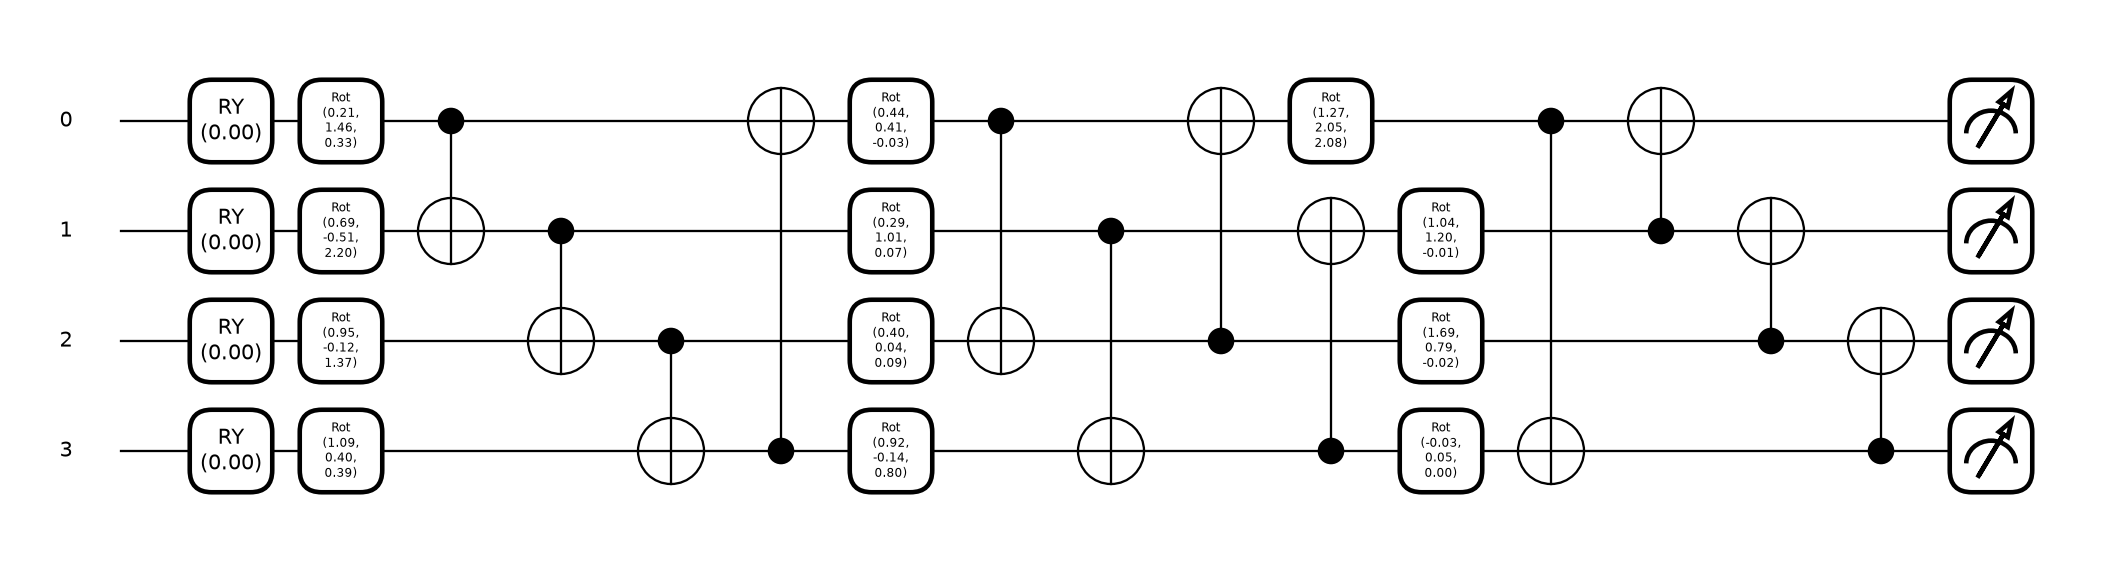 0
RY
(0.00)
Rot
(0.21,
1.46,
0.33)
Rot
(0.44,
0.41,
-0.03)
Rot
(1.27,
2.05,
2.08)
1
RY
(0.00)
Rot
(0.69,
-0.51,
2.20)
Rot
(0.29,
1.01,
0.07)
Rot
(1.04,
1.20,
-0.01)
2
RY
(0.00)
Rot
(0.95,
-0.12,
1.37)
Rot
(0.40,
0.04,
0.09)
Rot
(1.69,
0.79,
-0.02)
3
RY
(0.00)
Rot
(1.09,
0.40,
0.39)
Rot
(0.92,
-0.14,
0.80)
Rot
(-0.03,
0.05,
0.00)